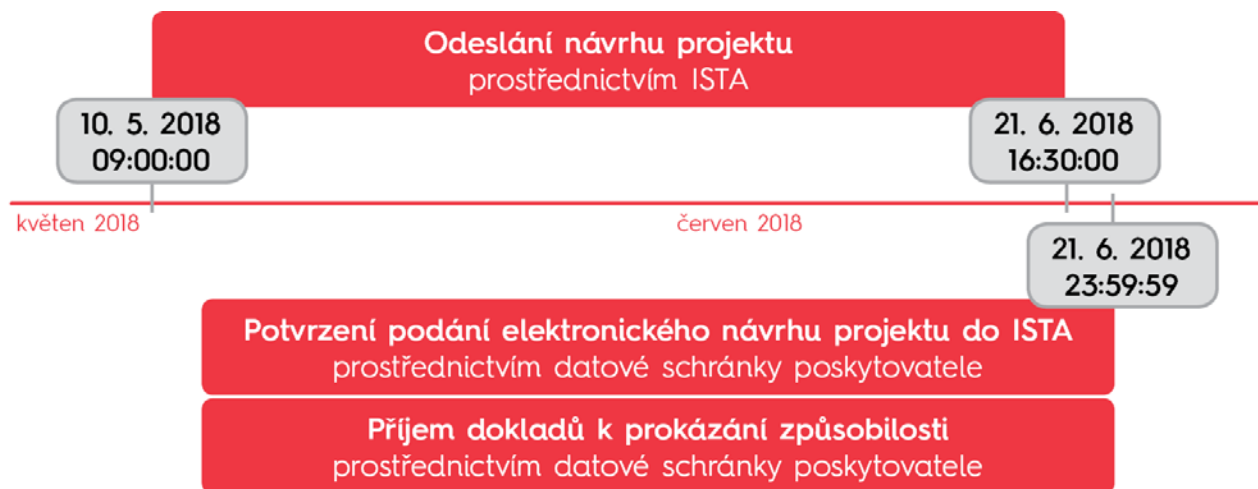 Odeslání návrhu projektu
prostřednictvím ISTA
10. 5. 2018
09:00:00
21. 6. 2018
16:30:00
květen 2018
červen 2018
21. 6. 2018
23:59:59
Potvrzení podání elektronického návrhu projektu do ISTA
prostřednictvím datové schránky poskytovatele
Příjem dokladů k prokázání způsobilosti
prostřednictvím datové schránky poskytovatele